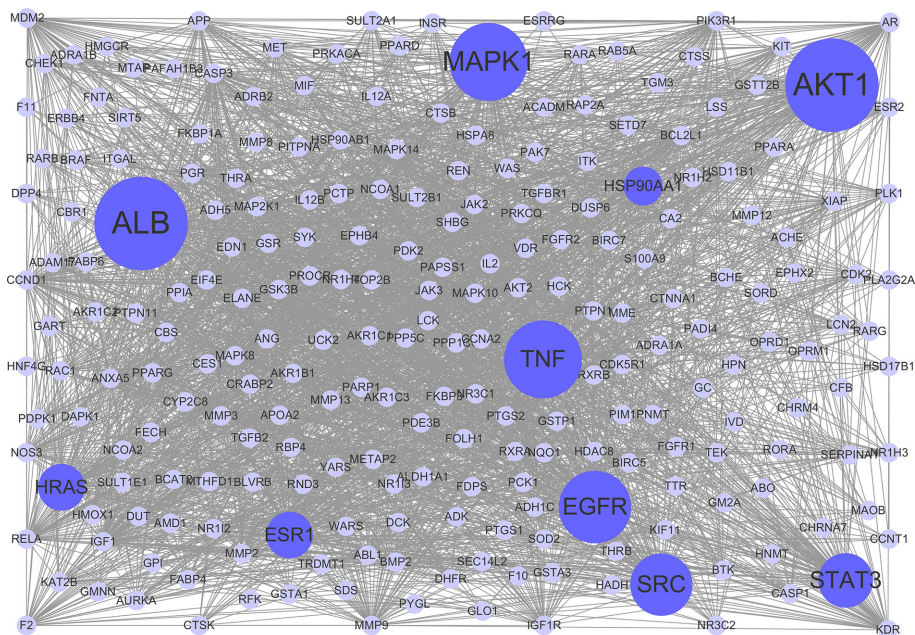 MDM2
APP
SULT2A1
INSR
ESRRG
PIK3R1
AR
HMGCR
ADRA1B
CHEK1
MTAP
PAFAH1B3
CASP3
MET
PRKACA
PPARD
MAPK1
RARA
RAB5A
CTSS
KIT
AKT1
TGM3
GSTT2B
F11
FNTA
ERBB4
SIRT5
ADRB2
MIF
IL12A
CTSB
ACADM
RAP2A
LSS
ESR2
SETD7
FKBP1A
MMP8
HSP90AB1
PITPNA
MAPK14
HSPA8
PAK7
BCL2L1
PPARA
RARB
BRAF
ITGAL
PGR
THRA
REN
WAS
ITK
HSP90AA1
NR1H2
HSD11B1
DPP4
CBR1
ALB
ADH5
MAP2K1
IL12B
PCTP
NCOA1
SULT2B1
JAK2
TGFBR1
PRKCQ
DUSP6
CA2
MMP12
XIAP
PLK1
SHBG
EDN1
GSR
SYK
EPHB4
PDK2
VDR
FGFR2
BIRC7
S100A9
ACHE
ADAM17
FABP6
CCND1
PPIA
EIF4E
ELANE
GSK3B
PROCR
NR1H4
TOP2B
PAPSS1
JAK3
IL2
MAPK10
AKT2
HCK
CTNNA1
BCHE
SORD
EPHX2
CDK2
PLA2G2A
AKR1C2
PTPN11
GART
CBS
ANG
UCK2
AKR1C1
LCK
PPP5C
PPP1CC
CCNA2
PTPN1
MME
PADI4
ADRA1A
LCN2
RARG
OPRD1
OPRM1
HNF4G
RAC1
ANXA5
PPARG
CES1
MAPK8
CRABP2
AKR1B1
PARP1
TNF
RXRB
CDK5R1
HPN
HSD17B1
GC
CFB
PDPK1
DAPK1
CYP2C8
MMP3
APOA2
MMP13
AKR1C3
FKBP3
NR3C1
PTGS2
GSTP1
PIM1
PNMT
IVD
CHRM4
PDE3B
NOS3
NCOA2
FECH
TGFB2
RBP4
FOLH1
RXRA
NQO1
HDAC8
FGFR1
TEK
RORA
SERPINA1
NR1H3
HRAS
SULT1E1
BCAT2
MTHFD1
BLVRB
RND3
YARS
METAP2
NR1I3
ALDH1A1
FDPS
PCK1
BIRC5
TTR
ABO
GM2A
MAOB
HMOX1
DUT
AMD1
NR1I2
ESR1
WARS
DCK
ADK
ADH1C
EGFR
PTGS1
SOD2
KIF11
CHRNA7
RELA
IGF1
GPI
MMP2
TRDMT1
ABL1
BMP2
SEC14L2
THRB
HNMT
CCNT1
KAT2B
GMNN
FABP4
AURKA
RFK
GSTA1
SDS
PYGL
DHFR
F10
GSTA3
GLO1
HADH
SRC
BTK
CASP1
STAT3
F2
CTSK
MMP9
IGF1R
NR3C2
KDR